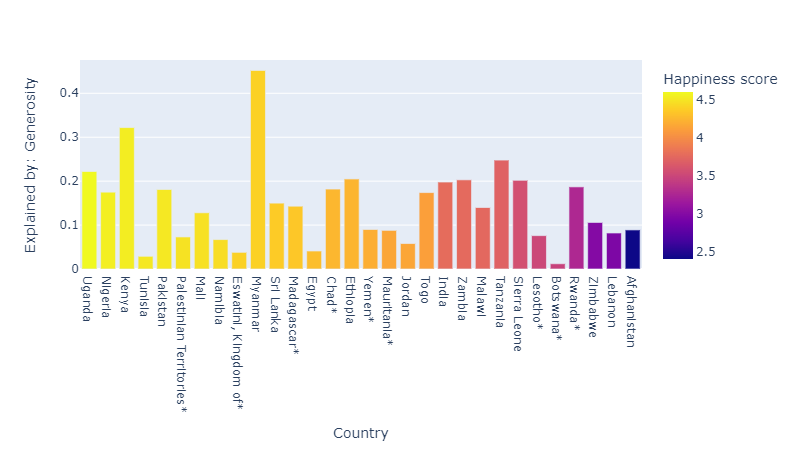 Happiness score
4.5
4
3.5
3
2.5
Explained by: Generosity
0.4
0.3
0.2
0.1
0
Uganda
Nigeria
Kenya
Tunisia
Pakistan
Palestinian Territories*
Mali
Namibia
Eswatini, Kingdom of*
Myanmar
Sri Lanka
Madagascar*
Egypt
Chad*
Ethiopia
Yemen*
Mauritania*
Jordan
Togo
India
Zambia
Malawi
Tanzania
Sierra Leone
Lesotho*
Botswana*
Rwanda*
Zimbabwe
Lebanon
Afghanistan
Country